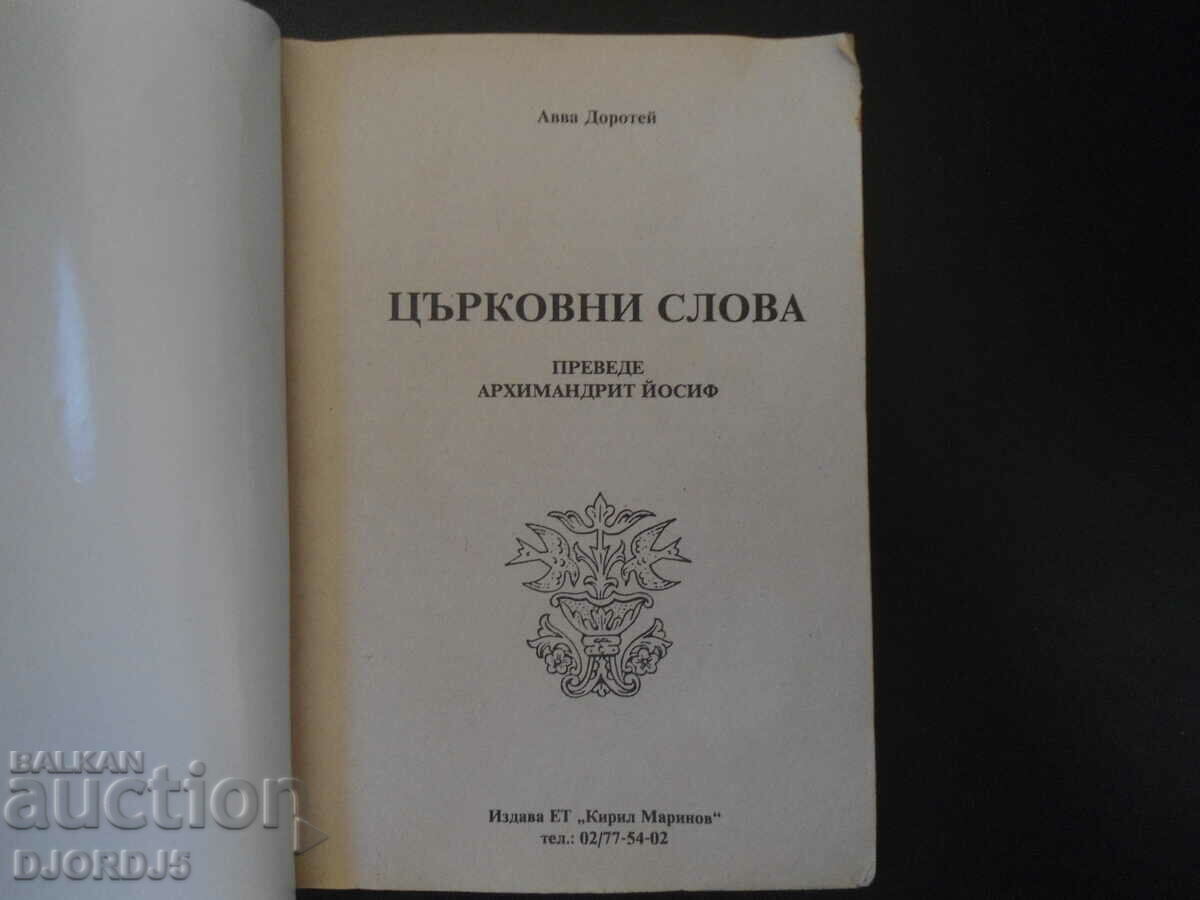 Авва Доротей
ЦЪРКОВНИ СЛОВА
ПРЕВЕДЕ
АРХИМАНДРИТ ЙОСИФ
Издава ЕТ „Кирил Маринов“
тел.: 02/77-54-02
BALKAN
auction
DJORDJ5